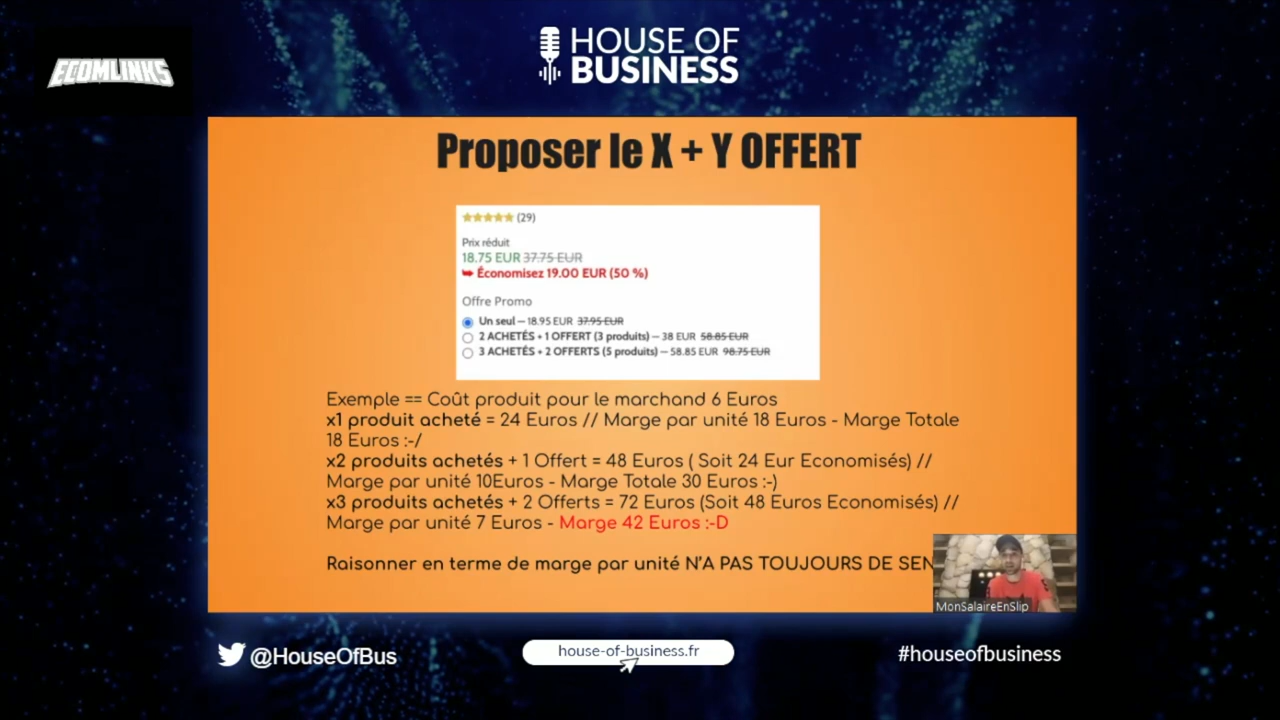 ECOMLINKS
HOUSE OF
BUSINESS
Proposer le X + Y OFFERT
(29)
Prix réduit
18.75 EUR 37.75 EUR
Économisez 19.00 EUR (50 %)
Offre Promo
Un seul — 18.95 EUR 37.95 EUR
2 ACHETÉS + 1 OFFERT (3 produits) — 38 EUR 58.85 EUR
3 ACHETÉS + 2 OFFERTS (5 produits) — 58.85 EUR 98.75 EUR
Exemple == Coût produit pour le marchand 6 Euros
x1 produit acheté = 24 Euros // Marge par unité 18 Euros - Marge Totale
18 Euros :-/
x2 produits achetés + 1 Offert = 48 Euros ( Soit 24 Eur Economisés) //
Marge par unité 10Euros - Marge Totale 30 Euros :-)
x3 produits achetés + 2 Offerts = 72 Euros (Soit 48 Euros Economisés) //
Marge par unité 7 Euros - Marge 42 Euros :-D
Raisonner en terme de marge par unité N'A PAS TOUJOURS DE SEN
MonSalaireEnSlip
@HouseOfBus
house-of-business.fr
#houseofbusiness